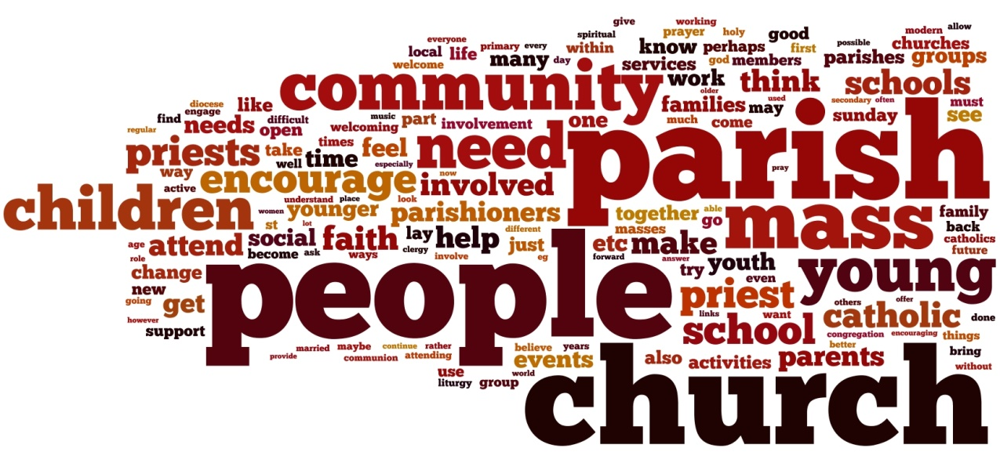 give
working
prayer
holy
good
modern
allow
everyone
primary
every
spiritual
within
know
perhaps
first
possible
churches
local
life
many
day
services
god
members
parishes
groups
welcome
community
work
think
schools
older
diocese
engage
like
families
may
used
secondary
often
must
find
needs
difficult
open
music
welcoming
part
involvement
one
much
come
sunday
see
regular
priests
take
times
feel
need
parish
way
well
time
especially
now
pray
active
encourage
involved
understand
place
look
children
women
younger
parishioners
together
able
go
mass
family
back
st
lot
age
attend
social
faith
lay
help
different
just
masses
etc
make
catholics
future
role
become
ask
ways
clergy
involve
eg
forward
answer
try
youth
young
change
people
even
new
going
get
priest
links
want
others
offer
catholic
done
however
support
school
congregation
encouraging
things
better
married
maybe
continue
rather
believe
years
provide
communion
attending
events
also
activities
parents
bring
without
use
world
liturgy
group
church